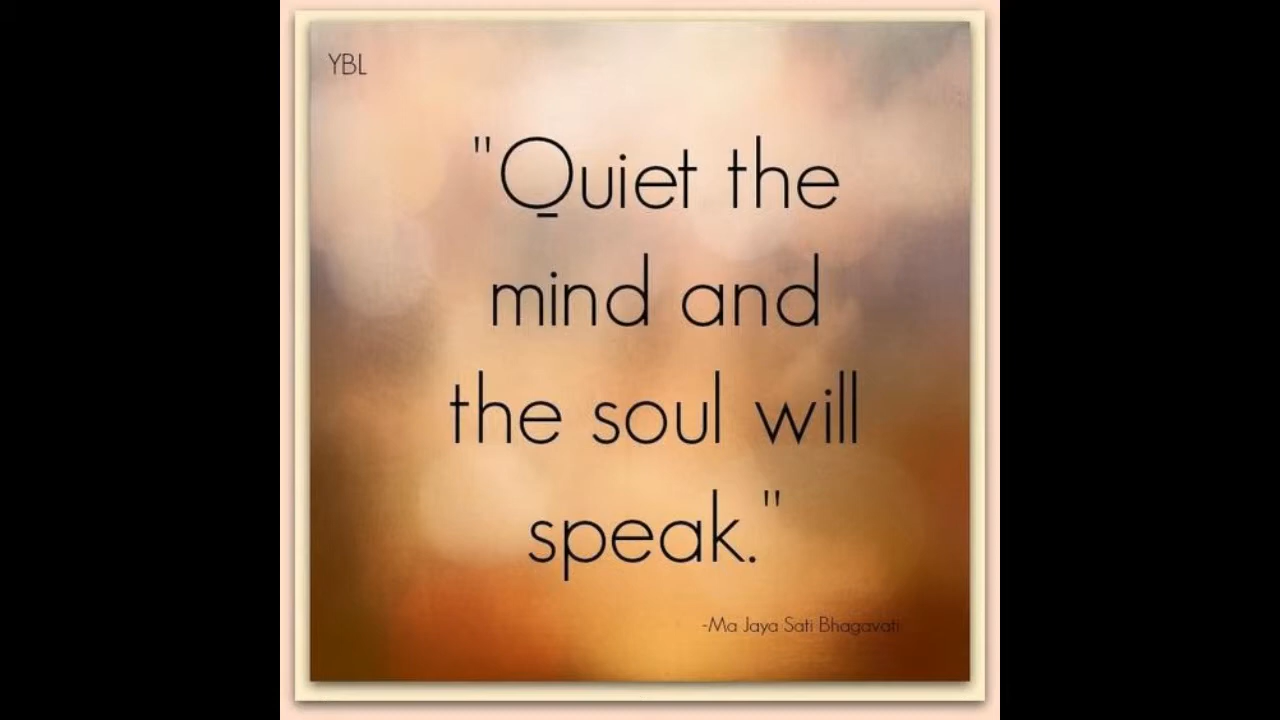 YBL
"Quiet the
mind and
the soul will
speak."
-Ma Jaya Sati Bhagavati